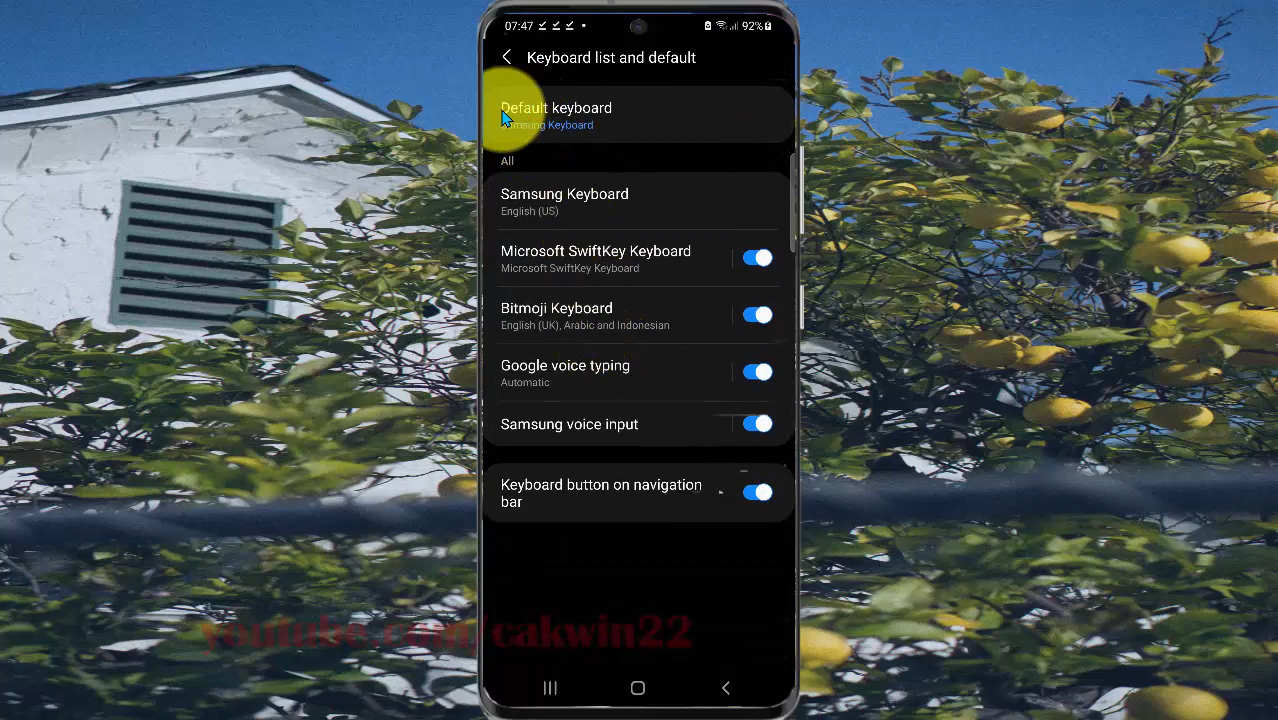 07:47 92%
Keyboard list and default
Default keyboard
Samsung Keyboard
All
Samsung Keyboard
English (US)
Microsoft SwiftKey Keyboard
Microsoft SwiftKey Keyboard
Bitmoji Keyboard
English (UK), Arabic and Indonesian
Google voice typing
Automatic
Samsung voice input
Keyboard button on navigation
bar
youtube.com/cakwin22